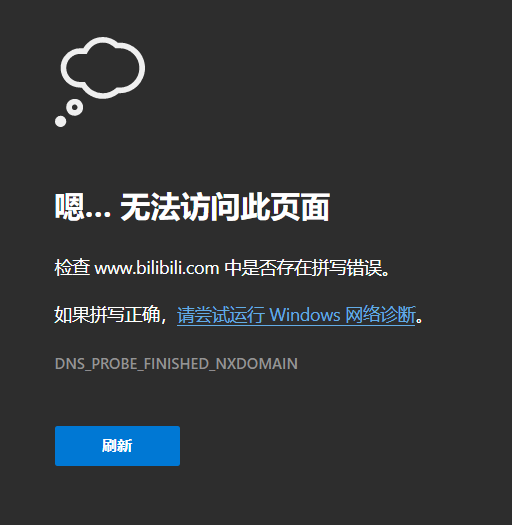 嗯… 无法访问此页面
检查 www.bilibili.com 中是否存在拼写错误。
如果拼写正确，请尝试运行 Windows 网络诊断。
DNS_PROBE_FINISHED_NXDOMAIN
刷新